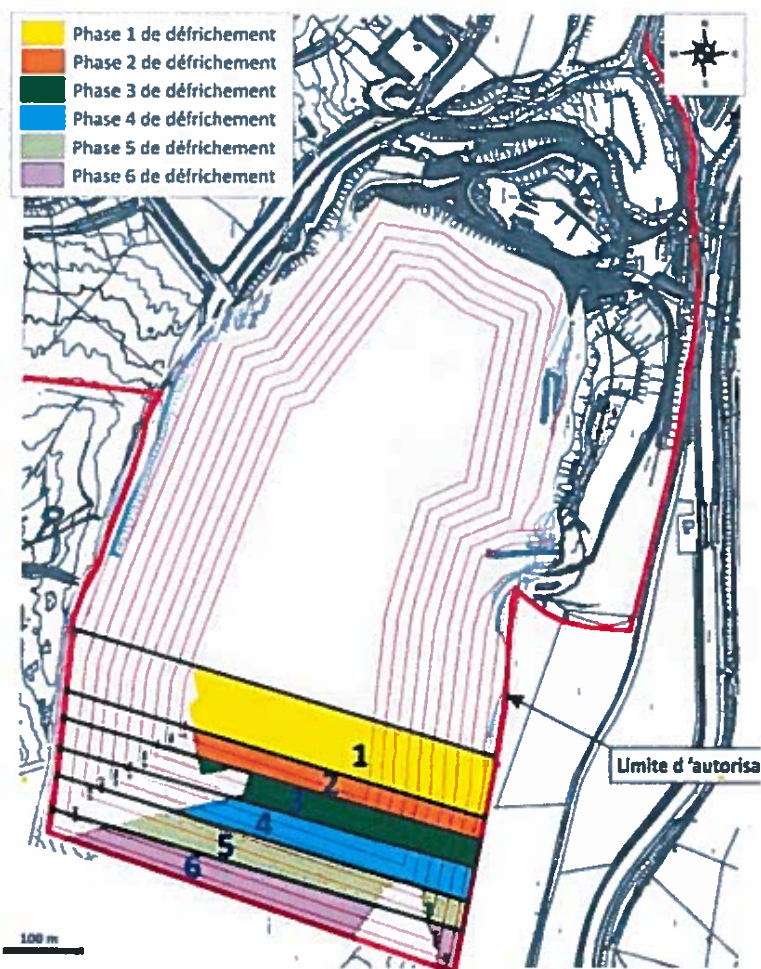 Phase 1 de défrichement
Phase 2 de défrichement
Phase 3 de défrichement
Phase 4 de défrichement
Phase 5 de défrichement
Phase 6 de défrichement
1
Limite d'autorisa
2
3
4
5
6
100 m